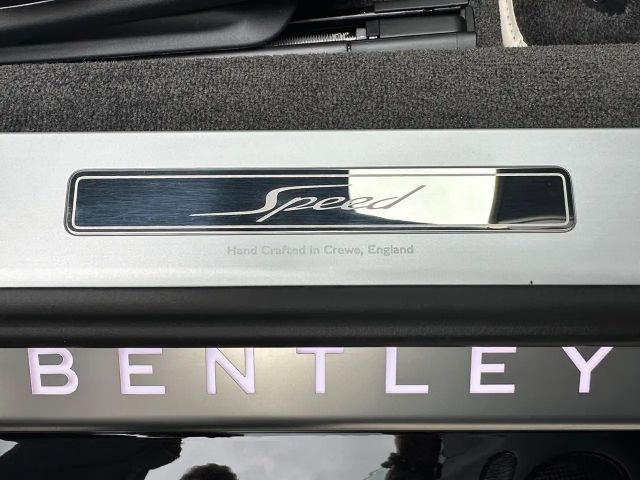 Speed
Hand Crafted in Crewe, England
BENTLEY